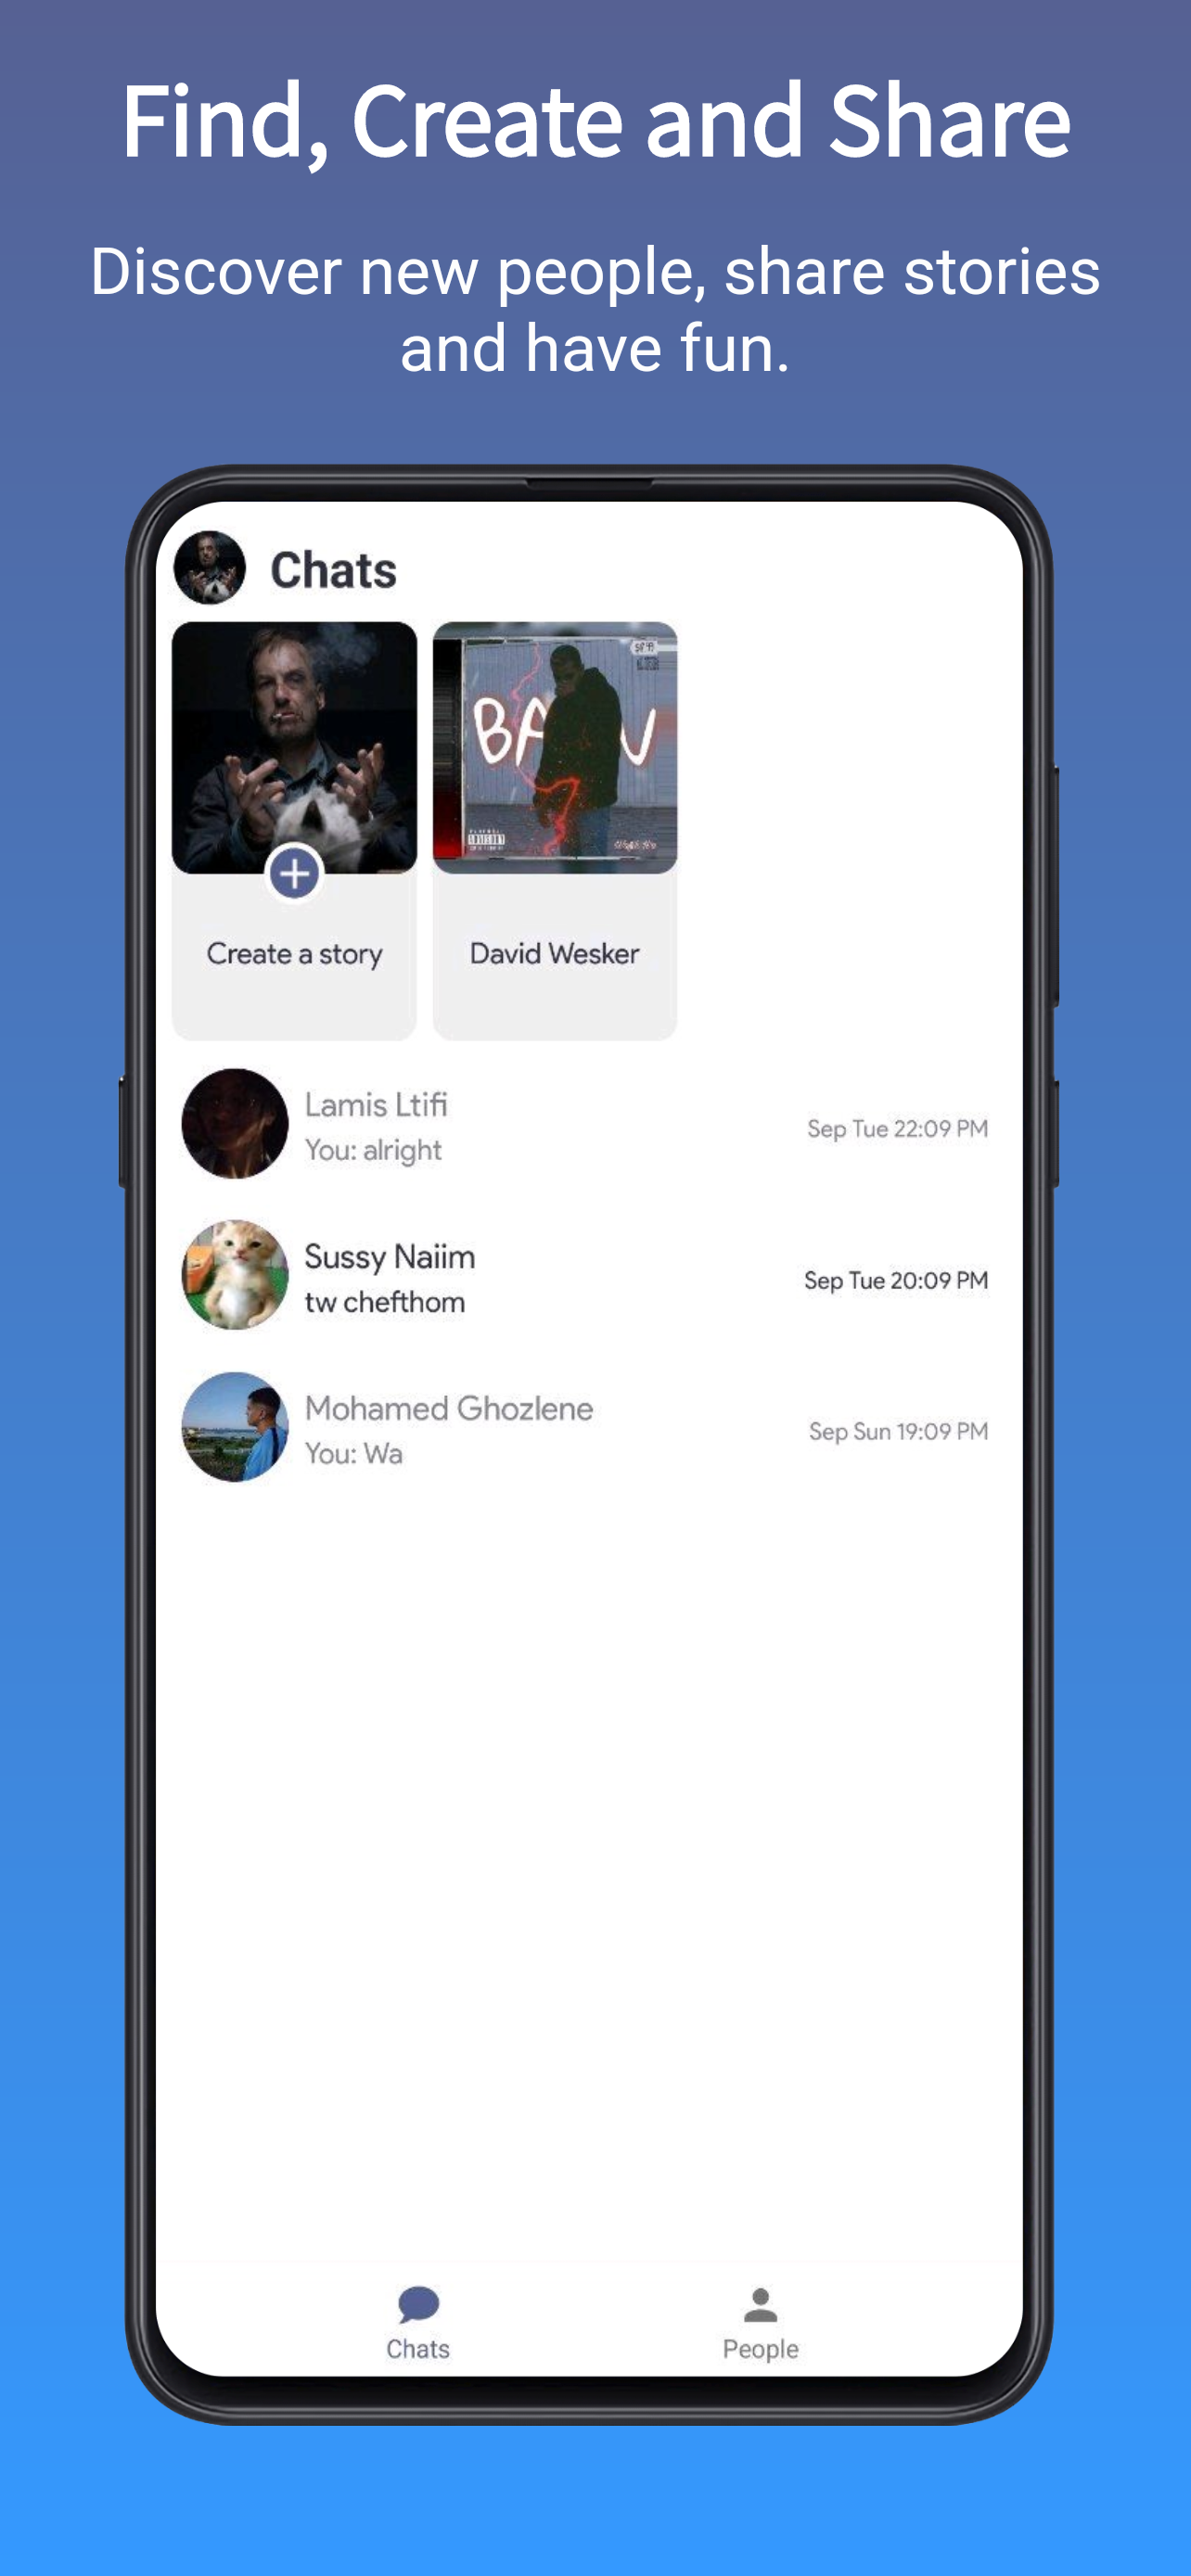 Find, Create and Share
Discover new people, share stories
and have fun.
Chats
BA V
Create a story
David Wesker
Lamis Ltifi
You: alright
Sep Tue 22:09 PM
Sussy Naiim
tw chefthom
Sep Tue 20:09 PM
Mohamed Ghozlene
You: Wa
Sep Sun 19:09 PM
Chats
People